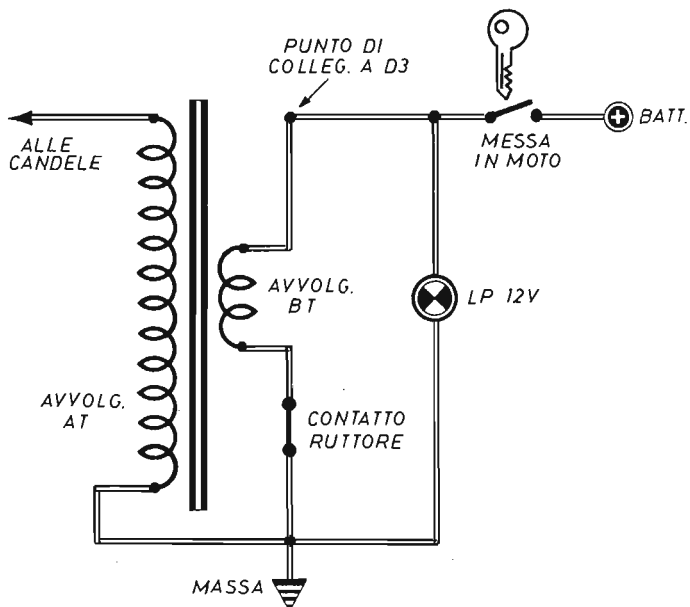 PUNTO DI
COLLEG. A D3
ALLE
CANDELE
BATT.
MESSA
IN MOTO
AVVOLG.
BT
LP 12V
AVVOLG.
AT
CONTATTO
RUTTORE
MASSA